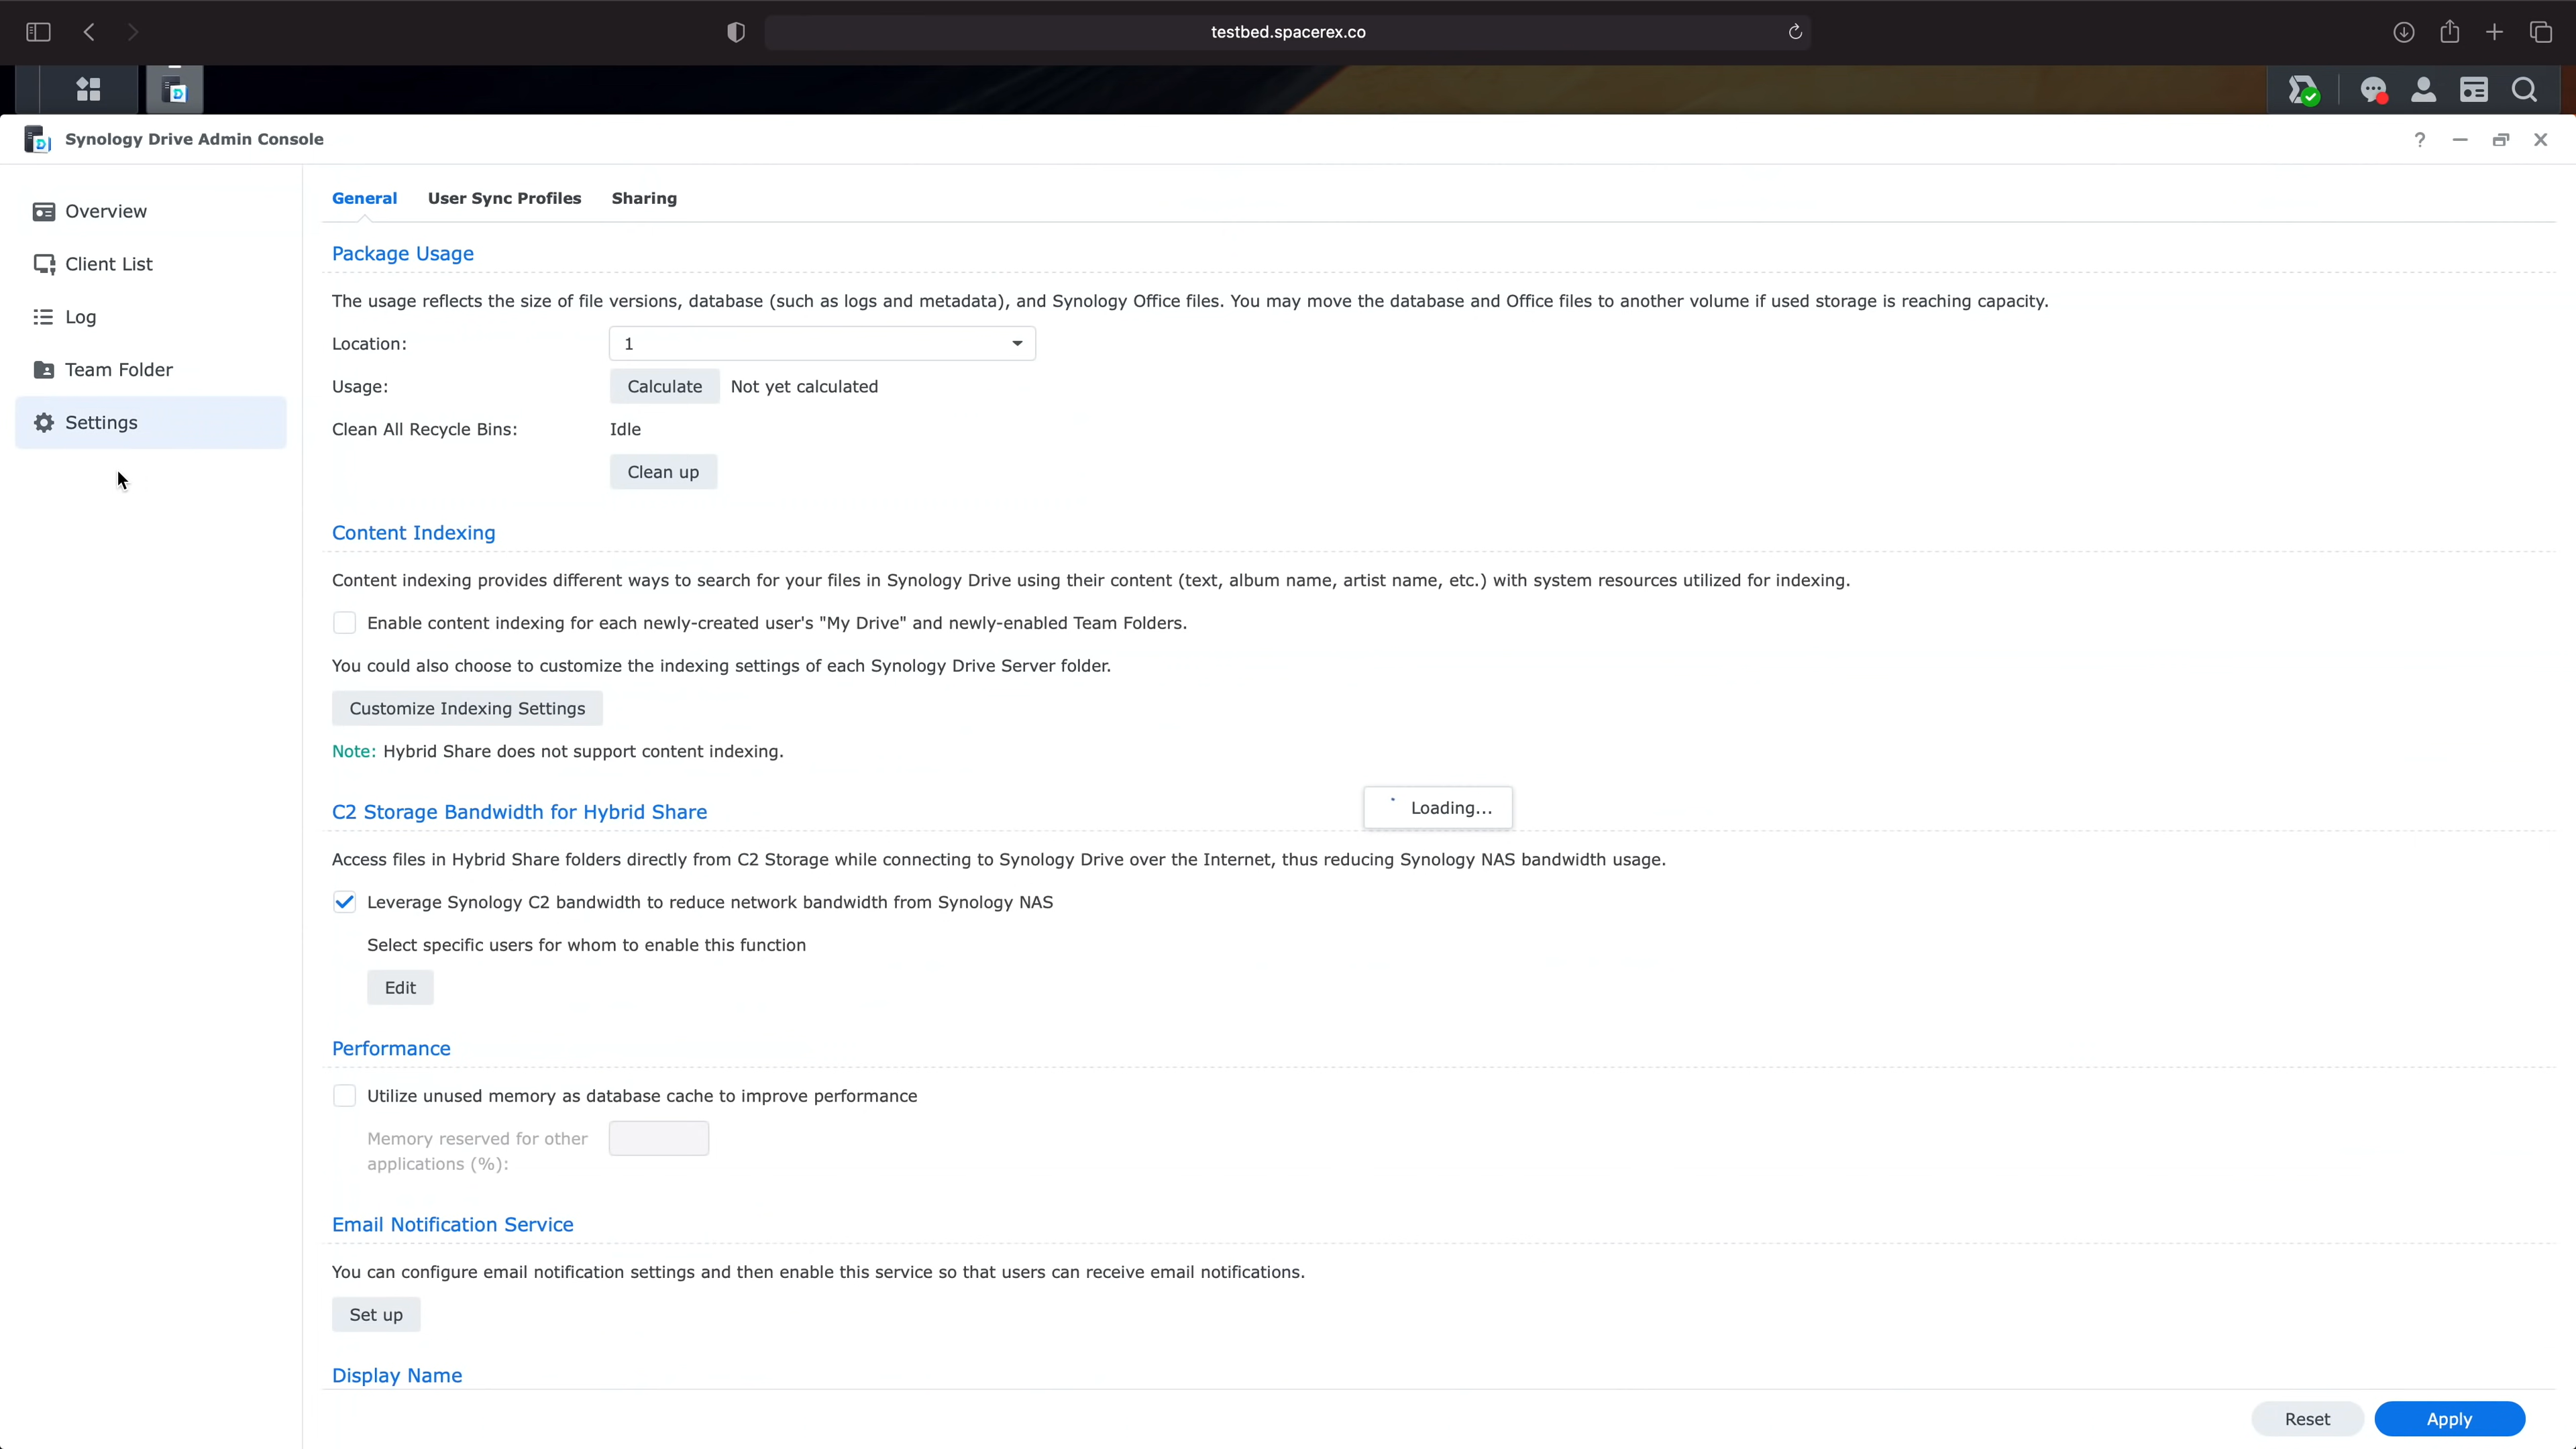 testbed.spacerex.co
Synology Drive Admin Console
Overview
Client List
Log
Team Folder
Settings
General User Sync Profiles Sharing
Package Usage
The usage reflects the size of file versions, database (such as logs and metadata), and Synology Office files. You may move the database and Office files to another volume if used storage is reaching capacity.
Location: 1
Usage: Calculate Not yet calculated
Clean All Recycle Bins: Idle
Clean up
Content Indexing
Content indexing provides different ways to search for your files in Synology Drive using their content (text, album name, artist name, etc.) with system resources utilized for indexing.
Enable content indexing for each newly-created user's "My Drive" and newly-enabled Team Folders.
You could also choose to customize the indexing settings of each Synology Drive Server folder.
Customize Indexing Settings
Note: Hybrid Share does not support content indexing.
Loading...
C2 Storage Bandwidth for Hybrid Share
Access files in Hybrid Share folders directly from C2 Storage while connecting to Synology Drive over the Internet, thus reducing Synology NAS bandwidth usage.
Leverage Synology C2 bandwidth to reduce network bandwidth from Synology NAS
Select specific users for whom to enable this function
Edit
Performance
Utilize unused memory as database cache to improve performance
Memory reserved for other
applications (%):
Email Notification Service
You can configure email notification settings and then enable this service so that users can receive email notifications.
Set up
Display Name
Reset Apply